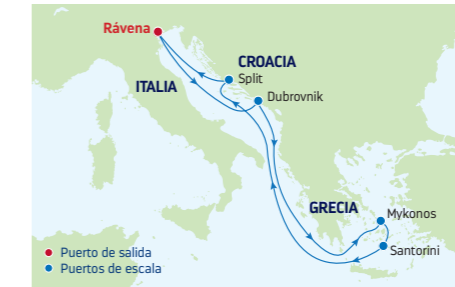 Rávena
CROACIA
Split
ITALIA
Dubrovnik
GRECIA
Mykonos
Santorini
Puerto de salida
Puertos de escala